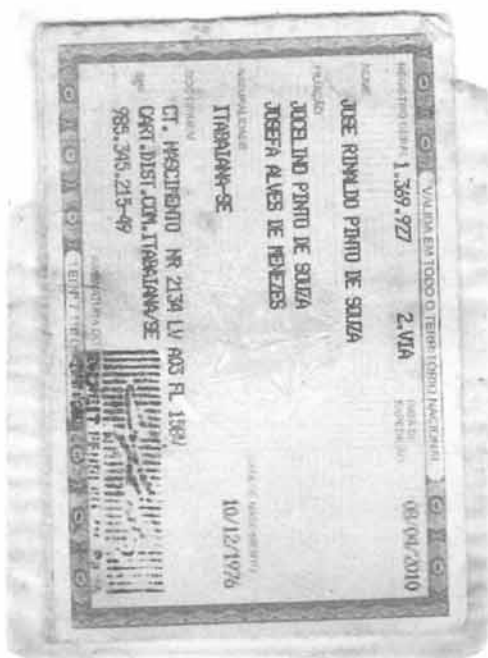 VÁLIDA EM TODO O TERRITÓRIO NACIONAL
REGISTRO GERAL 1.369.927 2.VIA DATA DE EXPEDIÇÃO 08/04/2010
NOME
JOSE RINALDO PINTO DE SOUZA
FILIAÇÃO
JOCELINO PINTO DE SOUZA
JOSEFA ALVES DE MENEZES
NATURALIDADE DATA DE NASCIMENTO
ITABAIANA-SE 10/12/1976
DOC ORIGEM
CT. NASCIMENTO NR 2134 LV A03 FL 158V
CART.DIST.COM.ITABAIANA/SE
CPF
985.345.215-49